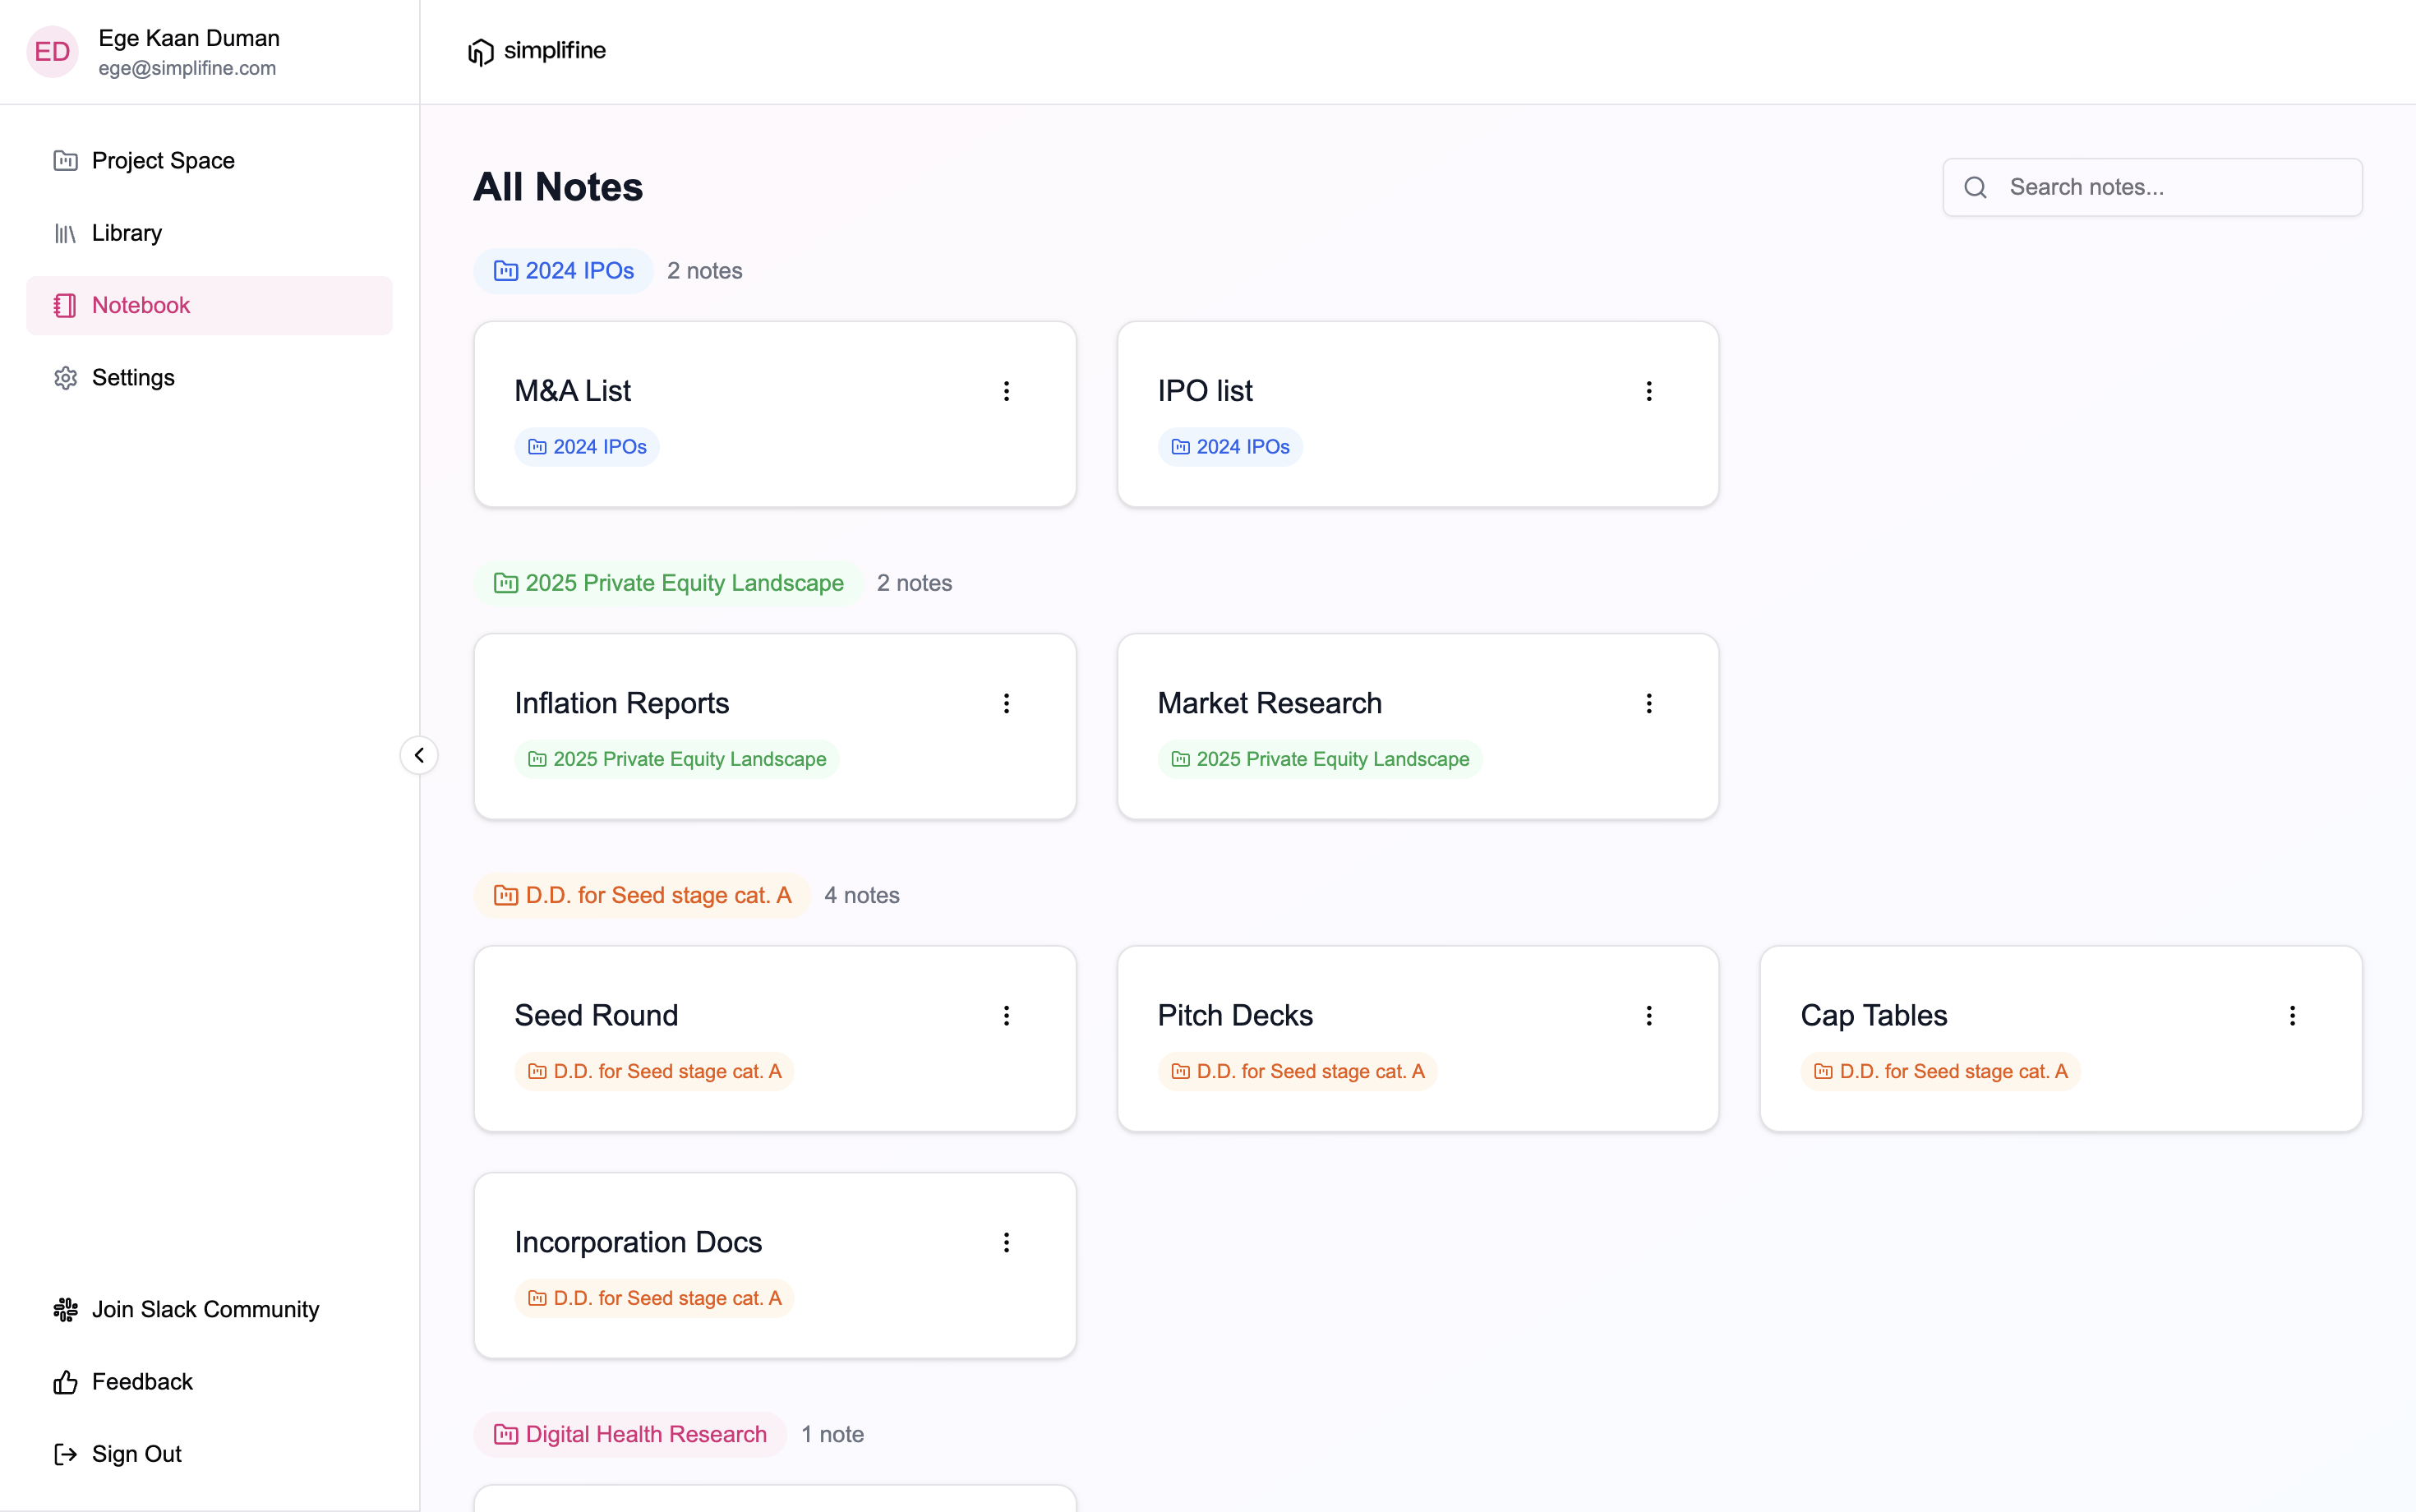 ED
Ege Kaan Duman
ege@simplifine.com
simplifine
Project Space
Library
Notebook
Settings
All Notes
Search notes...
2024 IPOs 2 notes
M&A List
2024 IPOs
IPO list
2024 IPOs
2025 Private Equity Landscape 2 notes
Inflation Reports
2025 Private Equity Landscape
Market Research
2025 Private Equity Landscape
D.D. for Seed stage cat. A 4 notes
Seed Round
D.D. for Seed stage cat. A
Pitch Decks
D.D. for Seed stage cat. A
Cap Tables
D.D. for Seed stage cat. A
Incorporation Docs
D.D. for Seed stage cat. A
Digital Health Research 1 note
Join Slack Community
Feedback
Sign Out